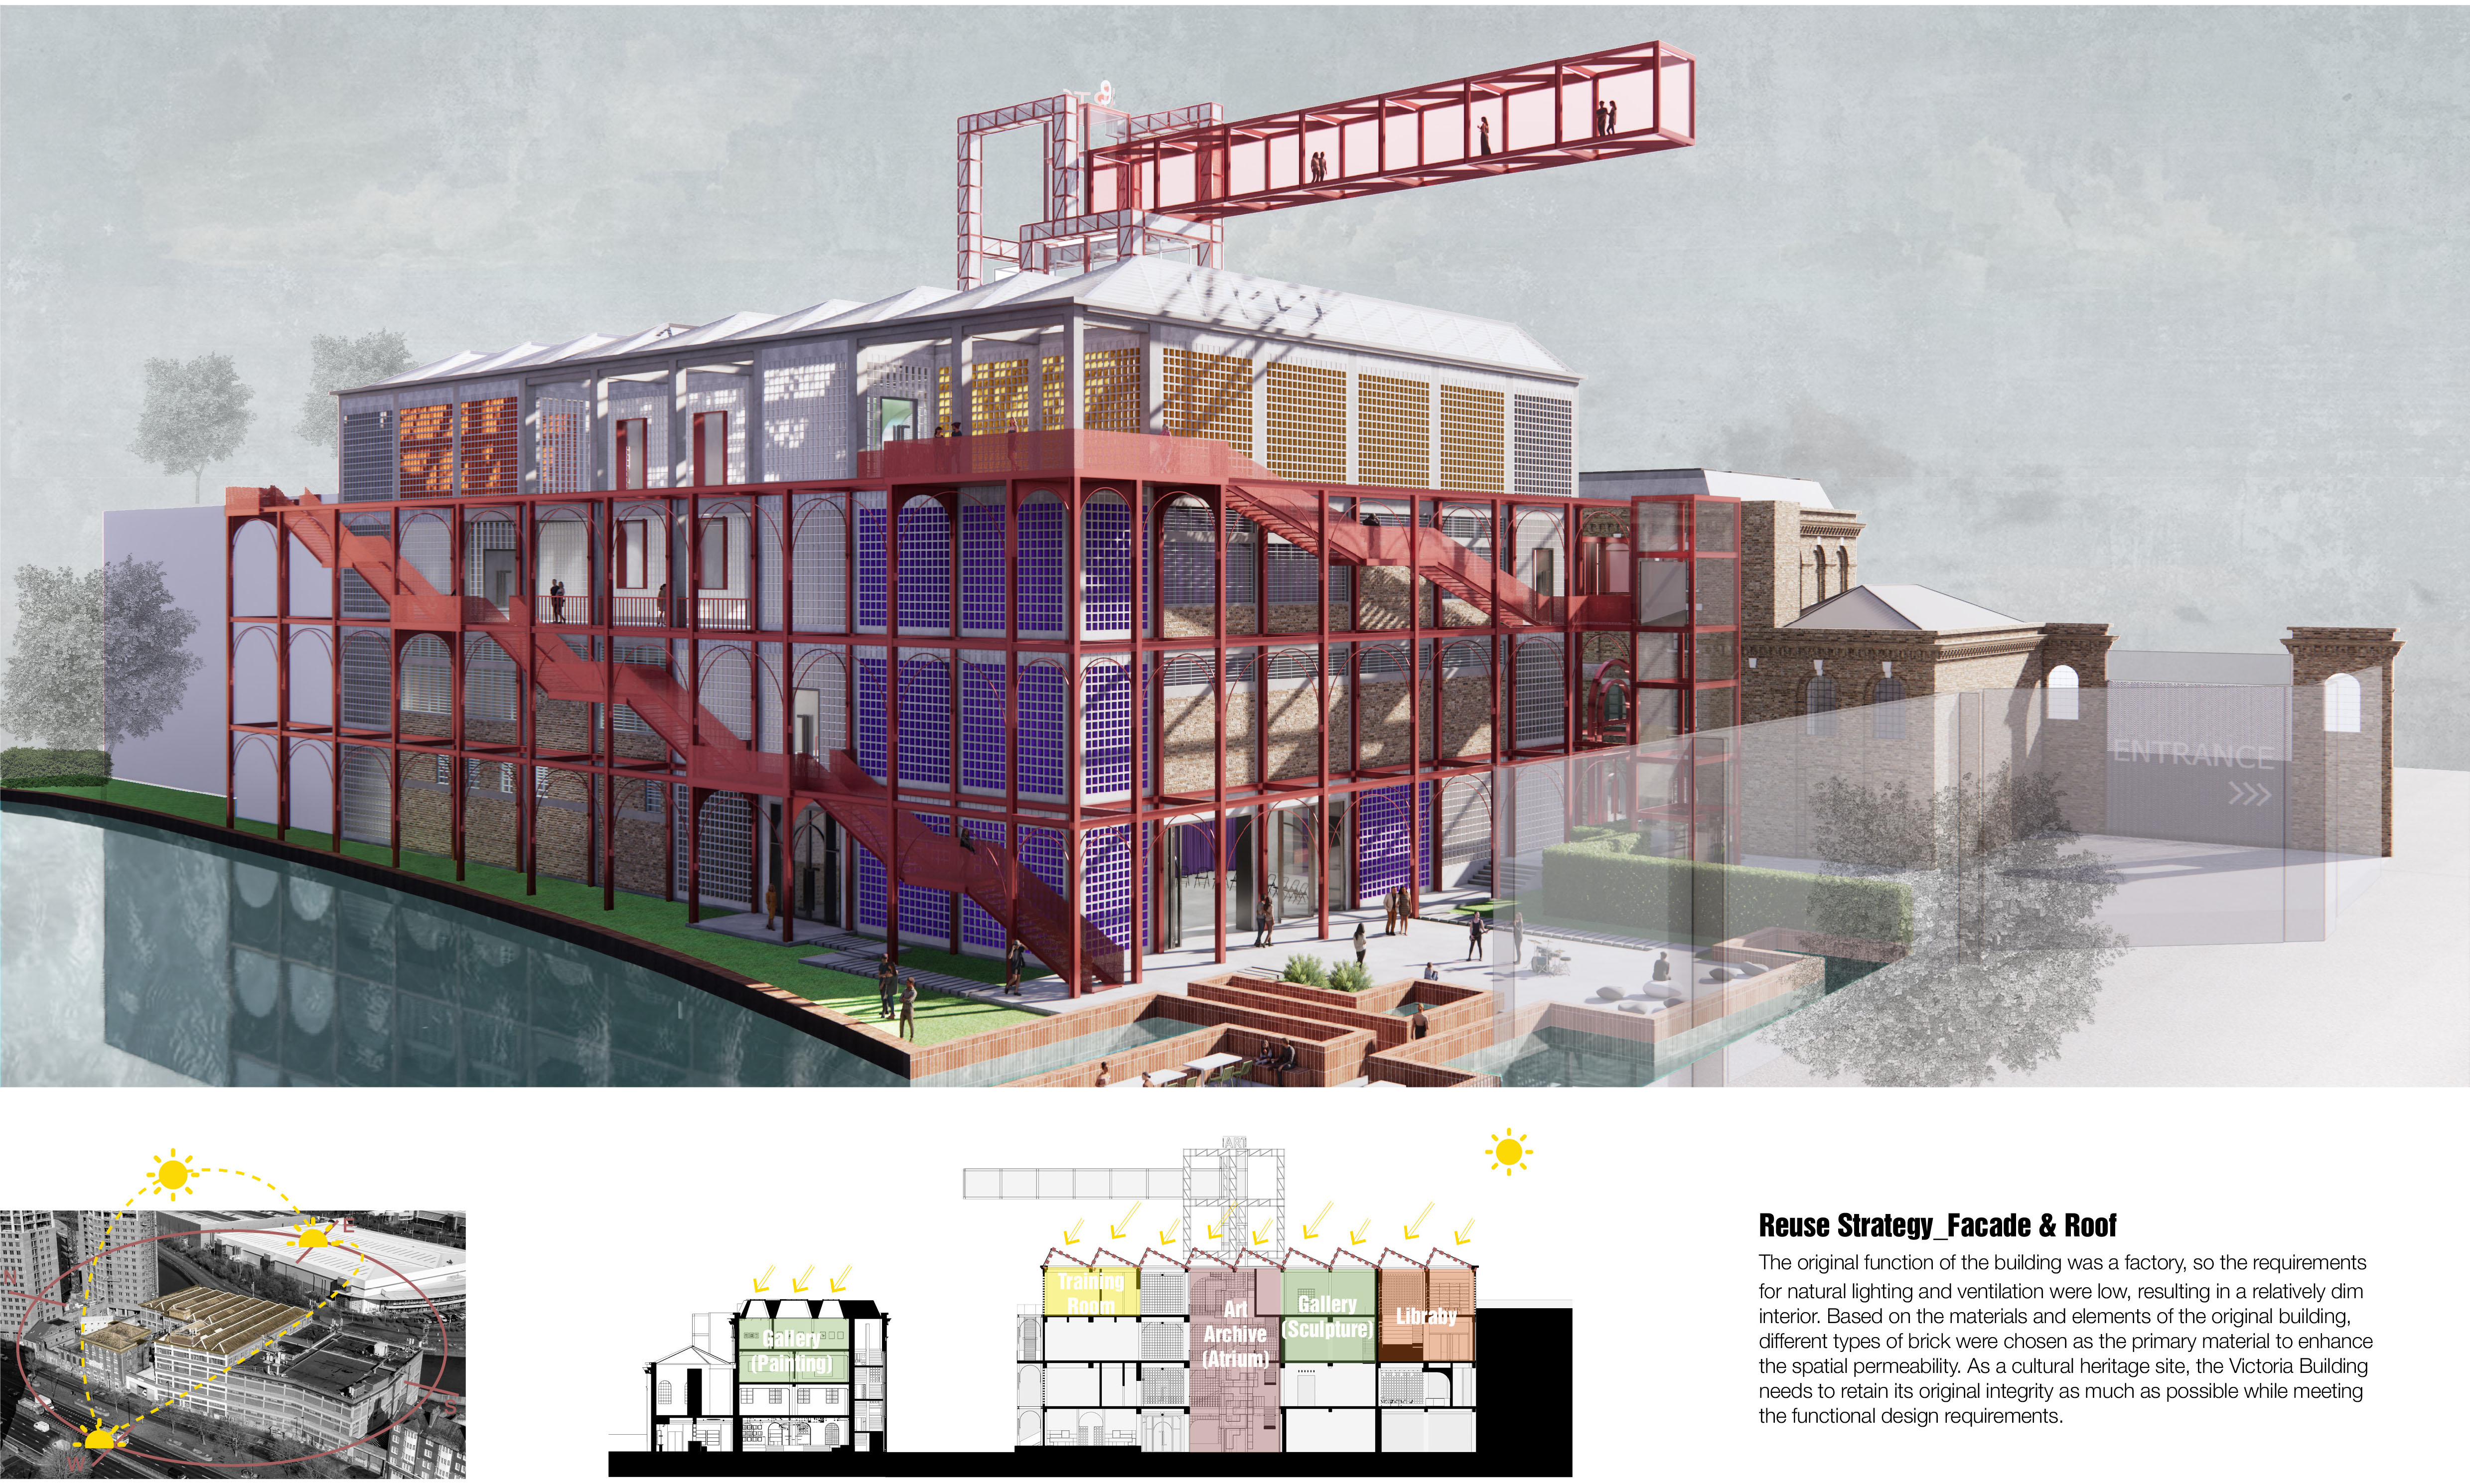 ENTRANCE
>>>
N
E
S
W
ART
Gallery
(Painting)
Training
Room
Art
Archive
(Atrium)
Gallery
(Sculpture)
Libraby
Reuse Strategy_Facade & Roof
The original function of the building was a factory, so the requirements
for natural lighting and ventilation were low, resulting in a relatively dim
interior. Based on the materials and elements of the original building,
different types of brick were chosen as the primary material to enhance
the spatial permeability. As a cultural heritage site, the Victoria Building
needs to retain its original integrity as much as possible while meeting
the functional design requirements.